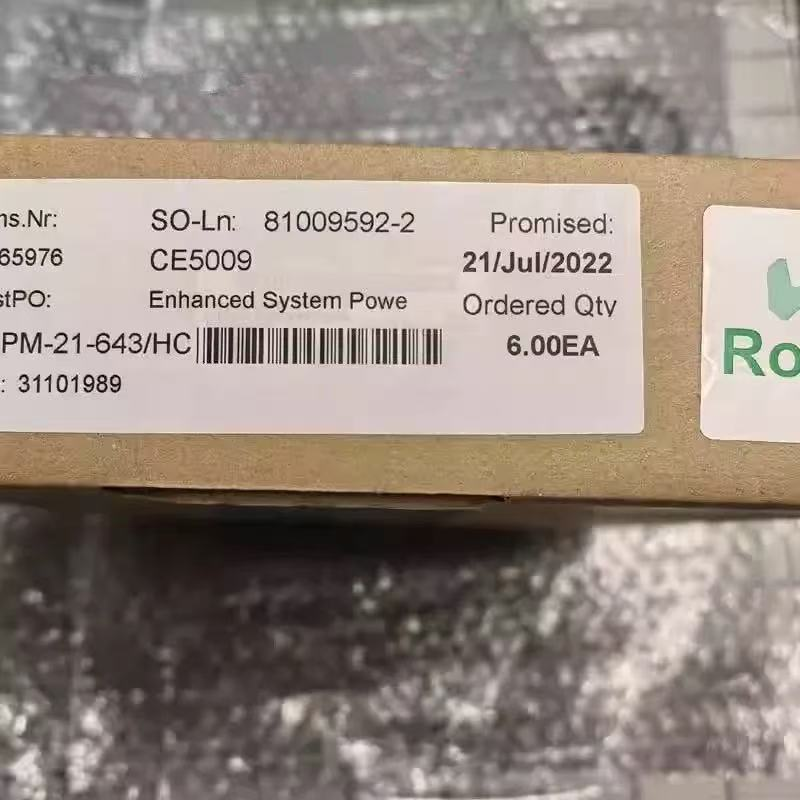 ms.Nr:
65976
stPO:
PM-21-643/HC
: 31101989
SO-Ln: 81009592-2
CE5009
Enhanced System Powe
Promised:
21/Jul/2022
Ordered Qty
6.00EA
Ro